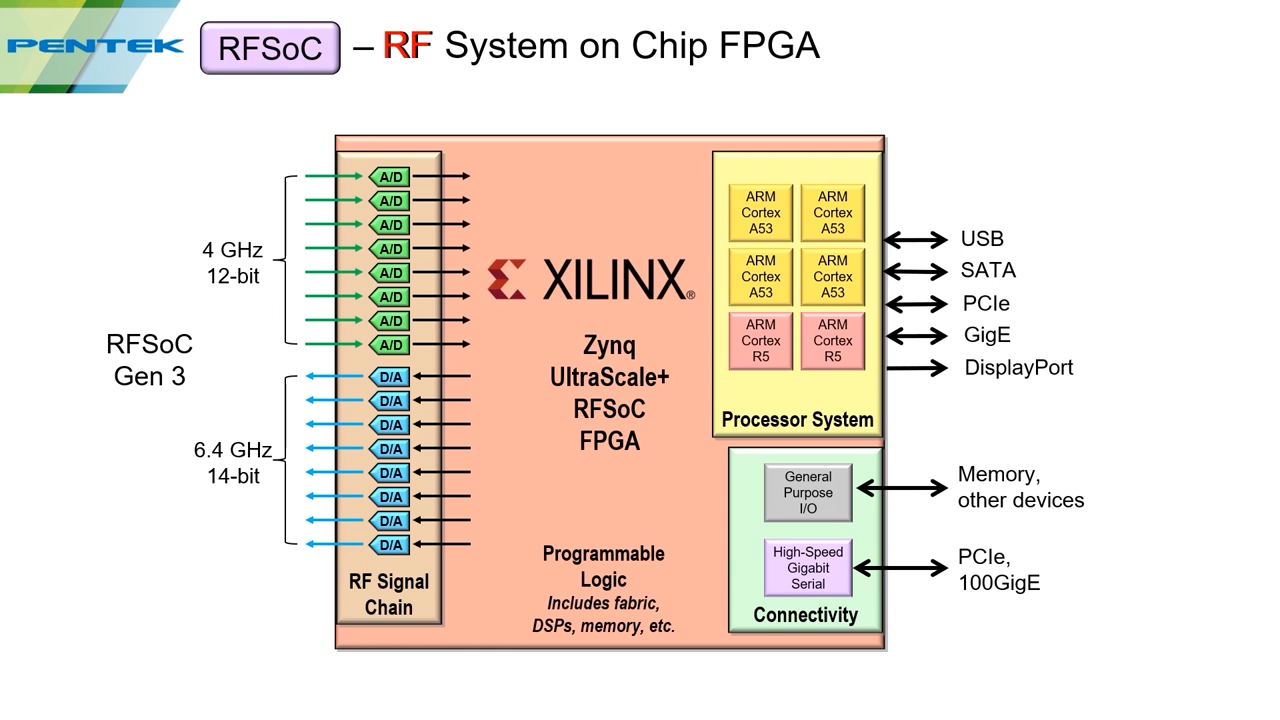 PENTEK
RFSoC – RF System on Chip FPGA
4 GHz
12-bit
RFSoC
Gen 3
6.4 GHz
14-bit
A/D
A/D
A/D
A/D
A/D
A/D
A/D
A/D
D/A
D/A
D/A
D/A
D/A
D/A
D/A
D/A
RF Signal
Chain
XILINX®
Zynq
UltraScale+
RFSoC
FPGA
Programmable
Logic
Includes fabric,
DSPs, memory, etc.
ARM
Cortex
A53
ARM
Cortex
A53
ARM
Cortex
A53
ARM
Cortex
A53
ARM
Cortex
R5
ARM
Cortex
R5
Processor System
USB
SATA
PCIe
GigE
DisplayPort
General
Purpose
I/O
High-Speed
Gigabit
Serial
Connectivity
Memory,
other devices
PCIe,
100GigE